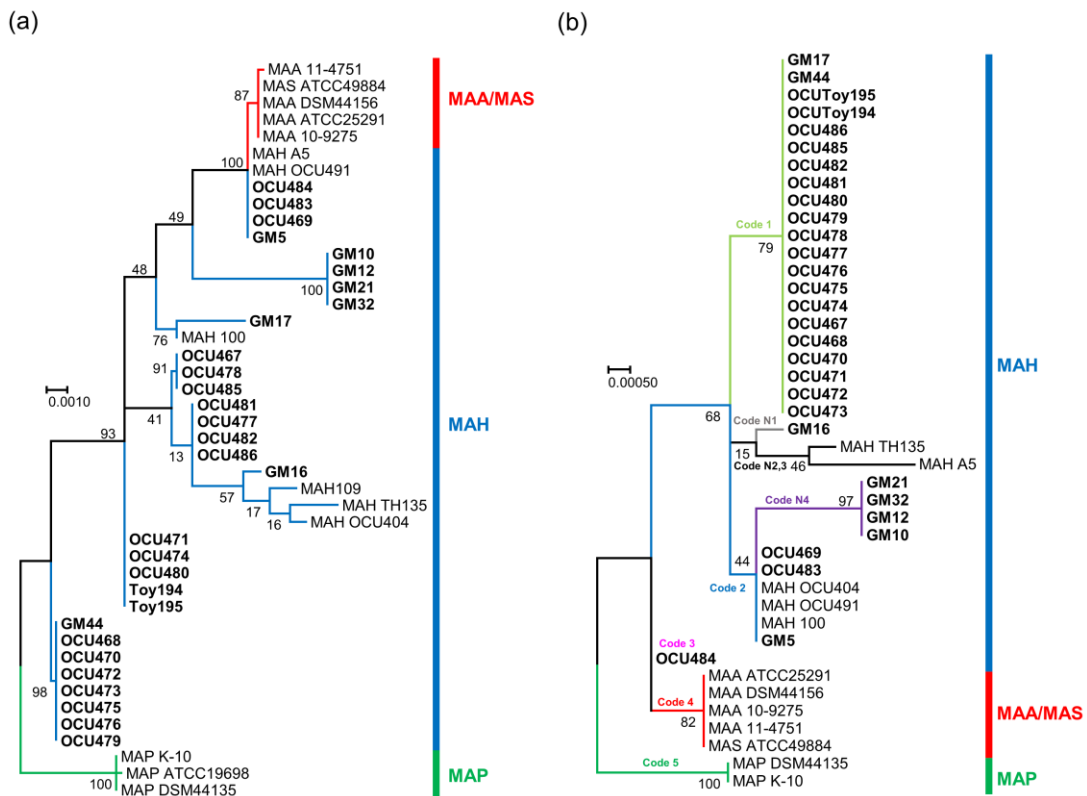 (a)
MAA 11-4751
MAS ATCC49884
87
MAA DSM44156
MAA/MAS
MAA ATCC25291
MAA 10-9275
MAH A5
100
MAH OCU491
OCU484
OCU483
49
OCU469
GM5
GM10
48
GM12
GM21
100
GM32
GM17
76
MAH 100
OCU467
91
OCU478
0.0010
OCU485
OCU481
41
OCU477
MAH
93
OCU482
13
OCU486
GM16
57
MAH109
17
MAH TH135
16
MAH OCU404
OCU471
OCU474
OCU480
Toy194
Toy195
GM44
OCU468
OCU470
OCU472
98
OCU473
OCU475
OCU476
OCU479
MAP K-10
MAP ATCC19698
MAP
100
MAP DSM44135
(b)
GM17
GM44
OCUToy195
OCUToy194
OCU486
OCU485
OCU482
OCU481
OCU480
OCU479
Code 1
OCU478
79
OCU477
OCU476
OCU475
OCU474
OCU467
MAH
0.00050
OCU468
OCU470
OCU471
OCU472
68
OCU473
Code N1
GM16
15
MAH TH135
Code N2,3
46
MAH A5
GM21
Code N4
97
GM32
GM12
GM10
OCU469
44
OCU483
Code 2
MAH OCU404
MAH OCU491
MAH 100
Code 3
GM5
OCU484
MAA ATCC25291
MAA DSM44156
Code 4
MAA 10-9275
MAA/MAS
82
MAA 11-4751
MAS ATCC49884
Code 5
MAP DSM44135
MAP
100
MAP K-10